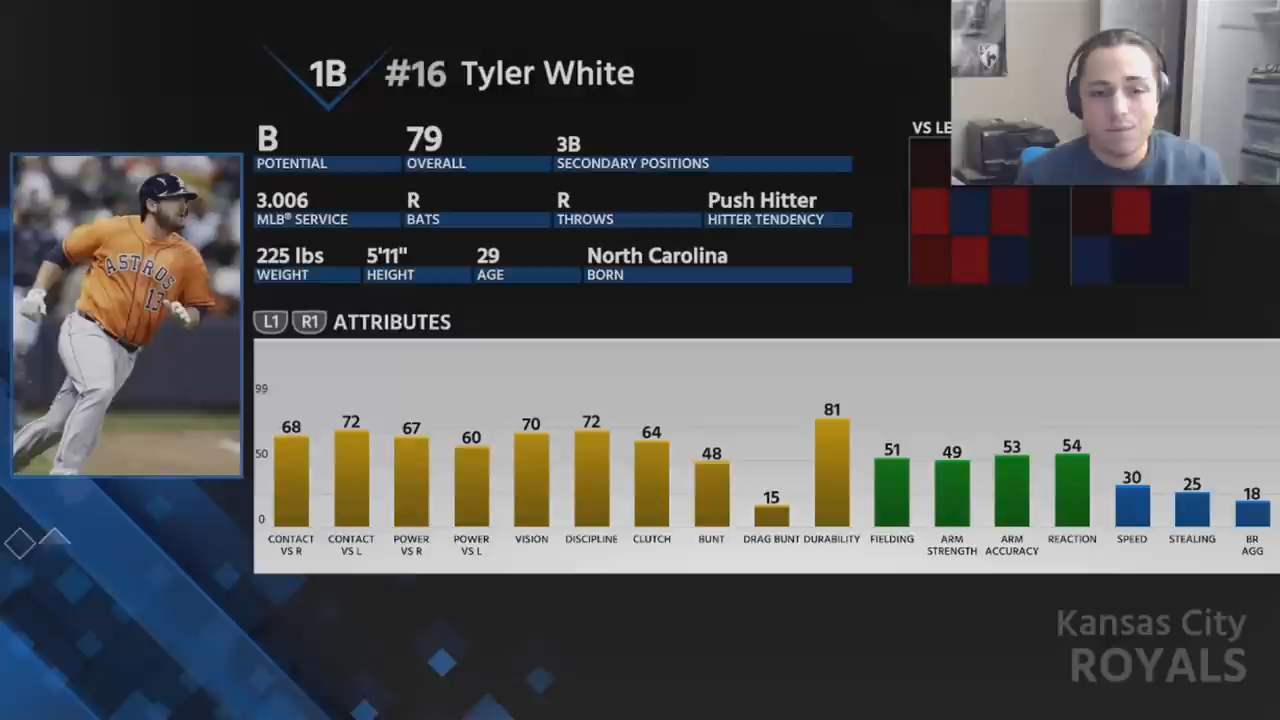 1B #16 Tyler White
B 79 3B
POTENTIAL OVERALL SECONDARY POSITIONS
3.006 R R Push Hitter
MLB® SERVICE BATS THROWS HITTER TENDENCY
225 lbs 5'11" 29 North Carolina
WEIGHT HEIGHT AGE BORN
VS LE
ASTROS
13
L1 R1 ATTRIBUTES
99
50
0
68 72 67 60 70 72 64 48 15 81 51 49 53 54 30 25 18
CONTACT VS R CONTACT VS L POWER VS R POWER VS L VISION DISCIPLINE CLUTCH BUNT DRAG BUNT DURABILITY FIELDING ARM STRENGTH ARM ACCURACY REACTION SPEED STEALING BR AGG
Kansas City
ROYALS